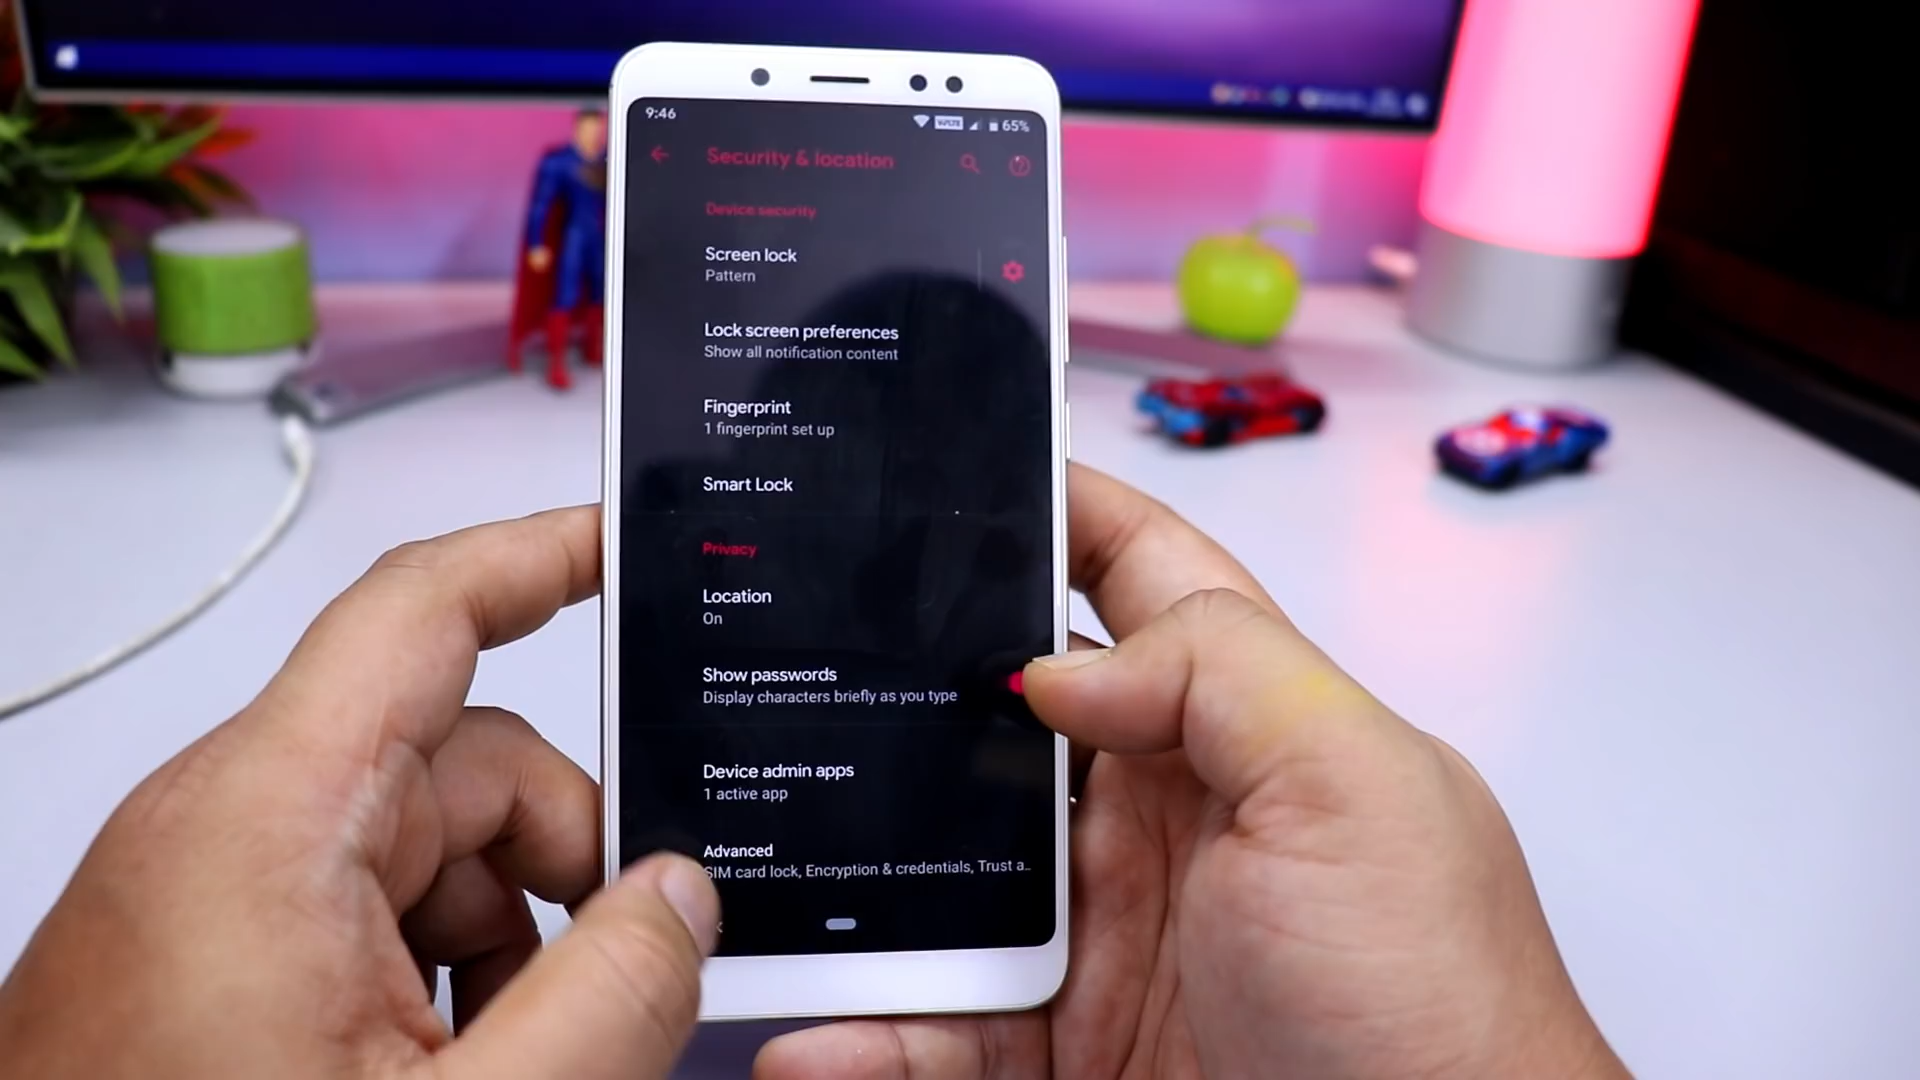 9:46
VoLTE
65%
Security & location
Device security
Screen lock
Pattern
Lock screen preferences
Show all notification content
Fingerprint
1 fingerprint set up
Smart Lock
Privacy
Location
On
Show passwords
Display characters briefly as you type
Device admin apps
1 active app
Advanced
SIM card lock, Encryption & credentials, Trust a..